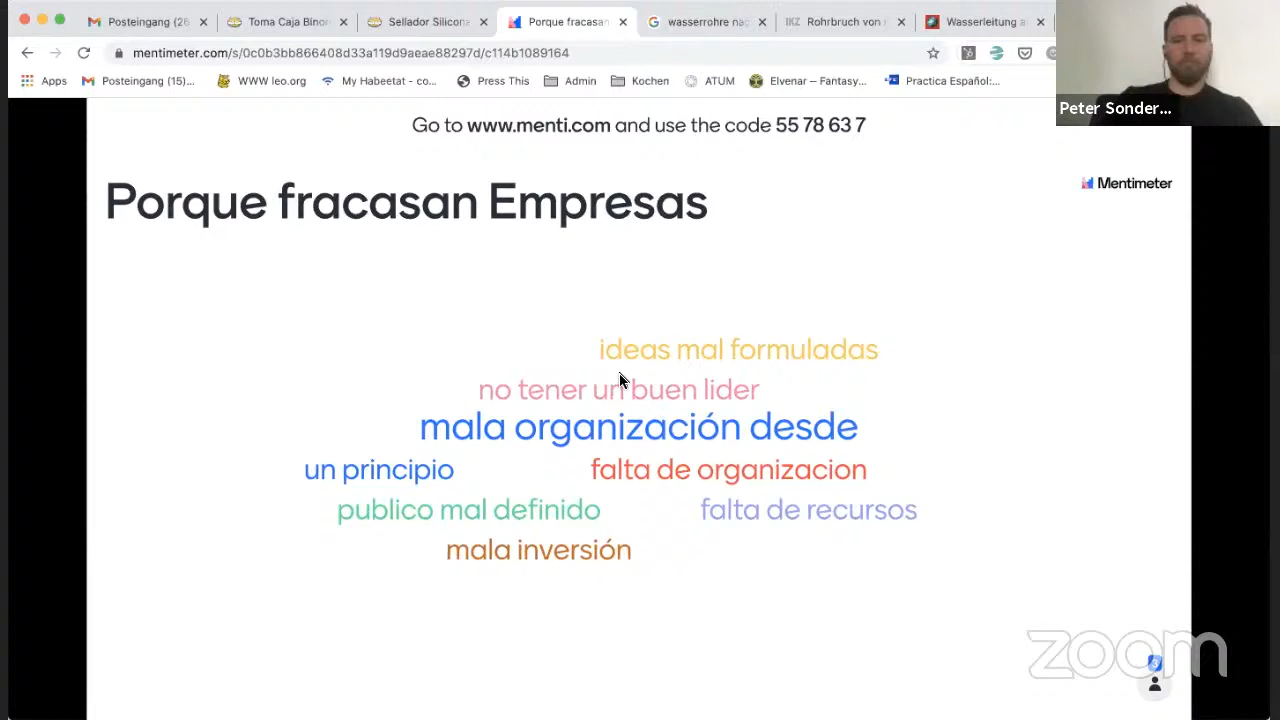 Posteingang (26
Toma Caja Binor
Sellador Silicona
Porque fracasan
wasserrohre nac
IKZ Rohrbruch von
Wasserleitung a
mentimeter.com/s/0c0b3bb866408d33a119d9aeae88297d/c114b1089164
Apps
Posteingang (15)...
WWW leo.org
My Habeetat - co...
Press This
Admin
Kochen
ATUM
Elvenar – Fantasy...
Practica Español:...
Peter Sonder...
Go to www.menti.com and use the code 55 78 63 7
Mentimeter
Porque fracasan Empresas
ideas mal formuladas
no tener un buen lider
mala organización desde
un principio
falta de organizacion
publico mal definido
falta de recursos
mala inversión
zoom